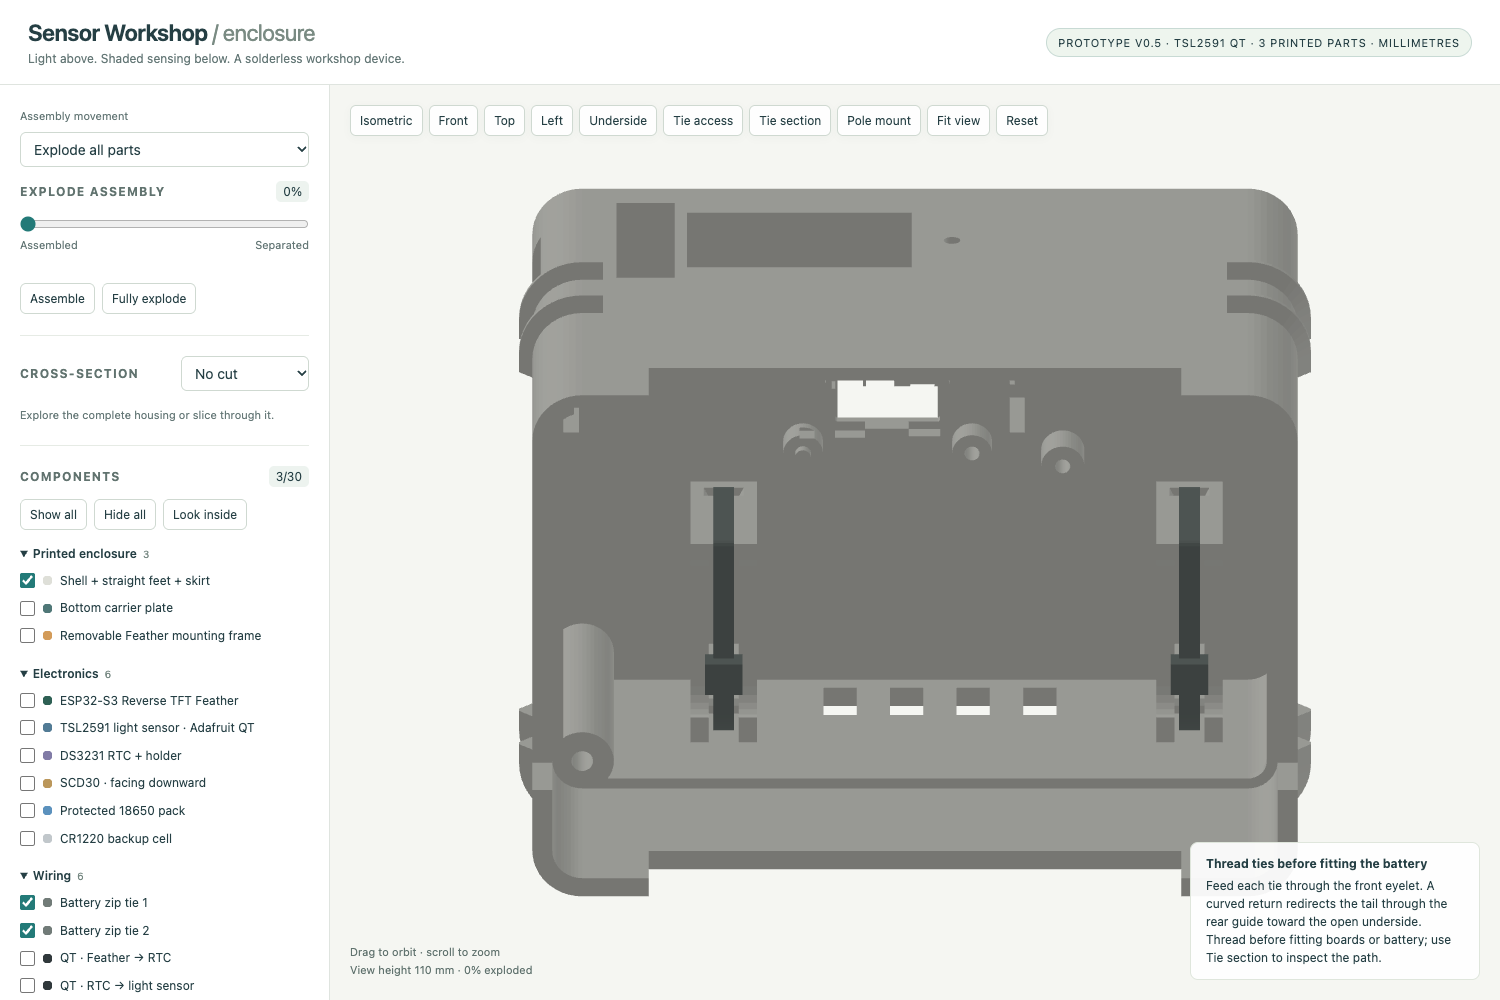 Sensor Workshop / enclosure
Light above. Shaded sensing below. A solderless workshop device.
PROTOTYPE V0.5 · TSL2591 QT · 3 PRINTED PARTS · MILLIMETRES
Assembly movement
Explode all parts
EXPLODE ASSEMBLY 0%
Assembled Separated
Assemble Fully explode
CROSS-SECTION No cut
Explore the complete housing or slice through it.
COMPONENTS 3/30
Show all Hide all Look inside
Printed enclosure 3
Shell + straight feet + skirt
Bottom carrier plate
Removable Feather mounting frame
Electronics 6
ESP32-S3 Reverse TFT Feather
TSL2591 light sensor · Adafruit QT
DS3231 RTC + holder
SCD30 · facing downward
Protected 18650 pack
CR1220 backup cell
Wiring 6
Battery zip tie 1
Battery zip tie 2
QT · Feather → RTC
QT · RTC → light sensor
Isometric Front Top Left Underside Tie access Tie section Pole mount Fit view Reset
Drag to orbit · scroll to zoom
View height 110 mm · 0% exploded
Thread ties before fitting the battery
Feed each tie through the front eyelet. A
curved return redirects the tail through the
rear guide toward the open underside.
Thread before fitting boards or battery; use
Tie section to inspect the path.